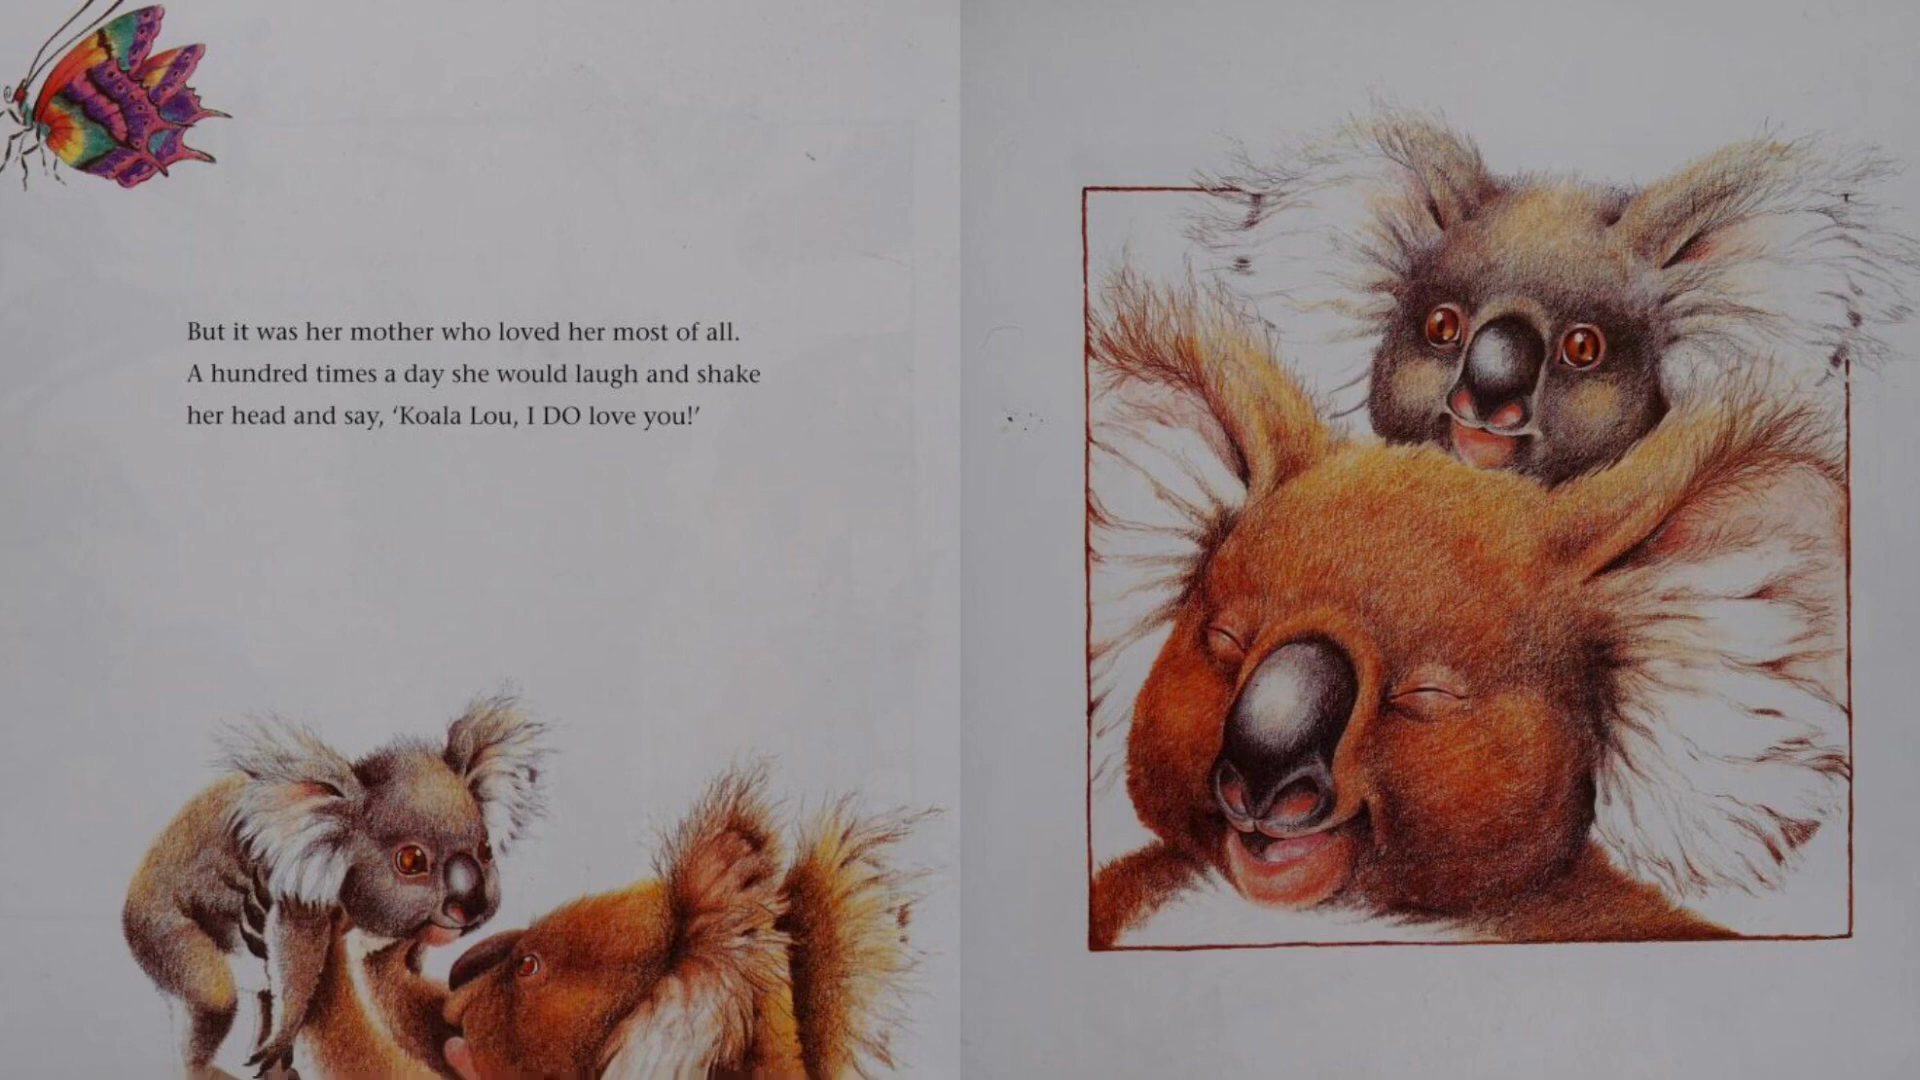 But it was her mother who loved her most of all.
A hundred times a day she would laugh and shake
her head and say, ‘Koala Lou, I DO love you!’